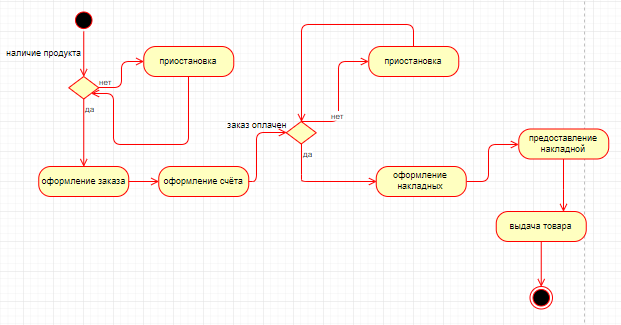 наличие продукта
приостановка
нет
да
оформление заказа
оформление счёта
заказ оплачен
приостановка
нет
да
оформление
накладных
предоставление
накладной
выдача товара